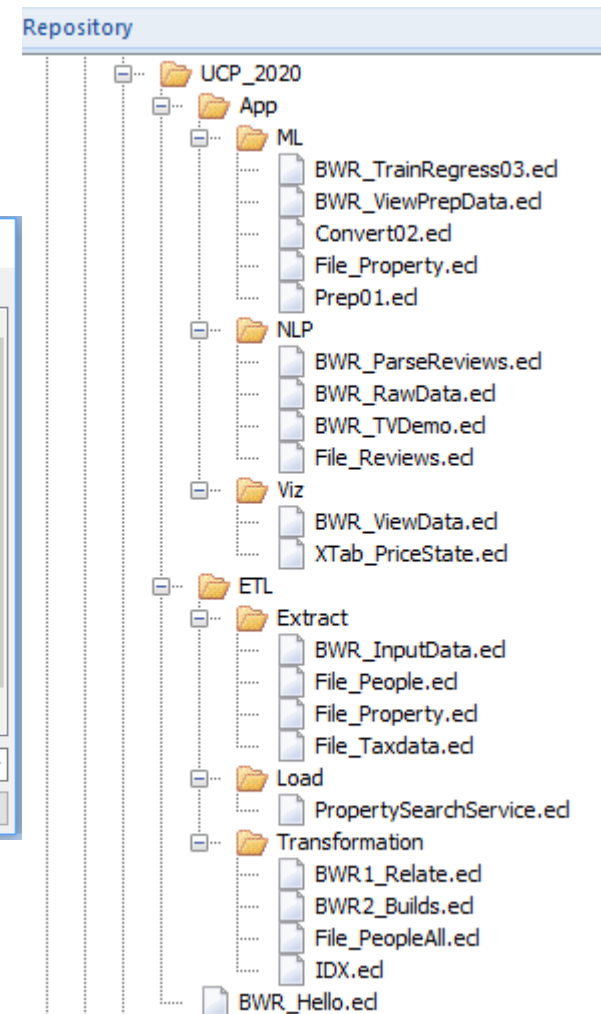 Repository
UCP_2020
App
ML
BWR_TrainRegress03.ecl
BWR_ViewPrepData.ecl
Convert02.ecl
File_Property.ecl
Prep01.ecl
NLP
BWR_ParseReviews.ecl
BWR_RawData.ecl
BWR_TVDemo.ecl
File_Reviews.ecl
Viz
BWR_ViewData.ecl
XTab_PriceState.ecl
ETL
Extract
BWR_InputData.ecl
File_People.ecl
File_Property.ecl
File_Taxdata.ecl
Load
PropertySearchService.ecl
Transformation
BWR1_Relate.ecl
BWR2_Builds.ecl
File_PeopleAll.ecl
IDX.ecl
BWR_Hello.ecl